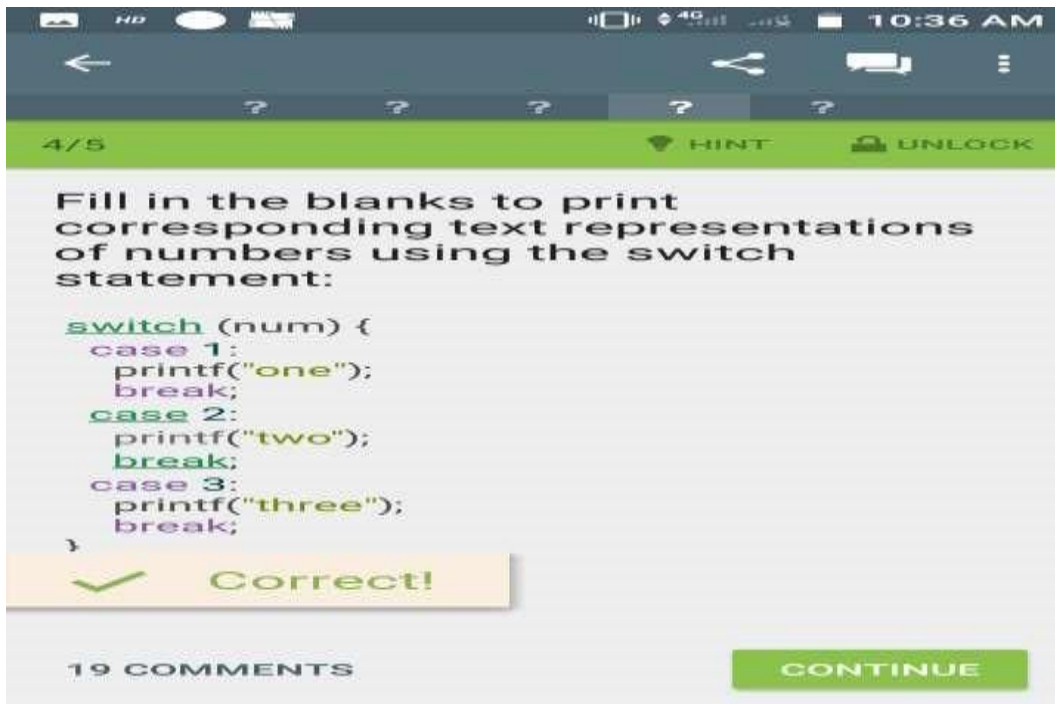 HD 4G 10:36 AM
? ? ? ? ?
4/5 HINT UNLOCK
Fill in the blanks to print
corresponding text representations
of numbers using the switch
statement:
switch (num) {
case 1:
printf("one");
break;
case 2:
printf("two");
break;
case 3:
printf("three");
break;
}
Correct!
19 COMMENTS CONTINUE